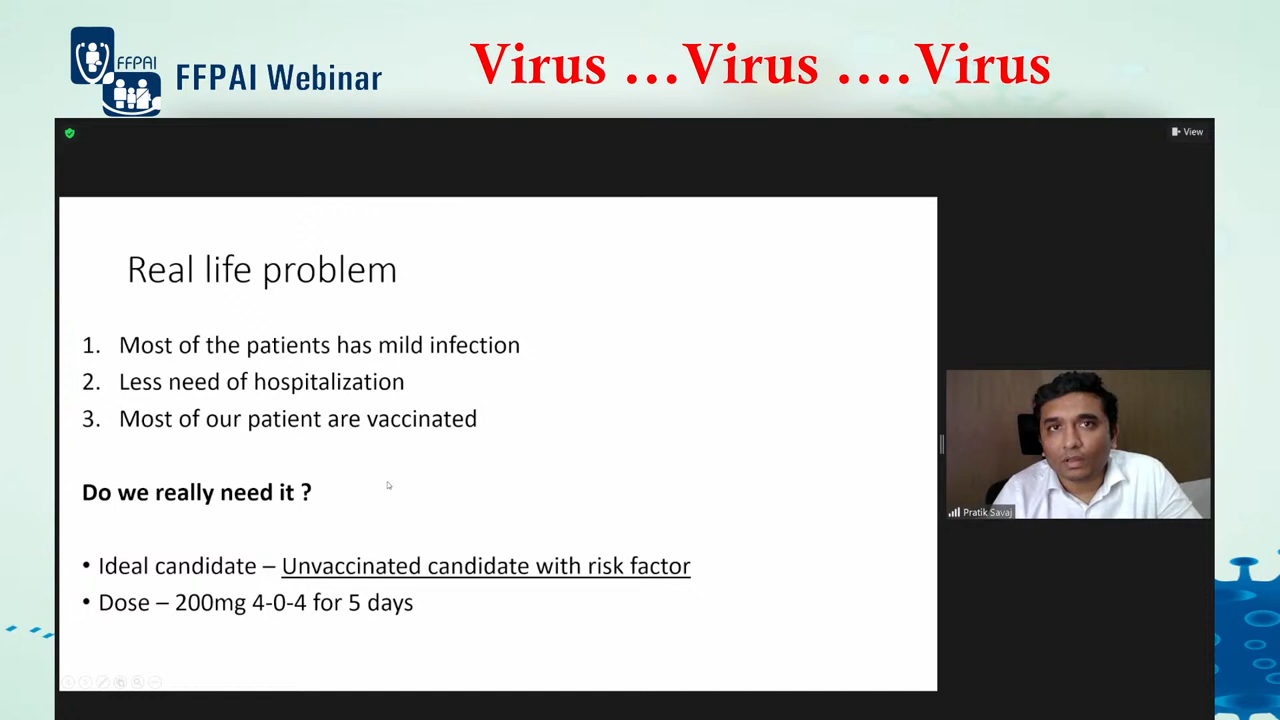 FFPAI
FFPAI Webinar
Virus ...Virus ....Virus
View
Real life problem
1. Most of the patients has mild infection
2. Less need of hospitalization
3. Most of our patient are vaccinated
Do we really need it ?
• Ideal candidate – Unvaccinated candidate with risk factor
• Dose – 200mg 4-0-4 for 5 days
Pratik Savaj